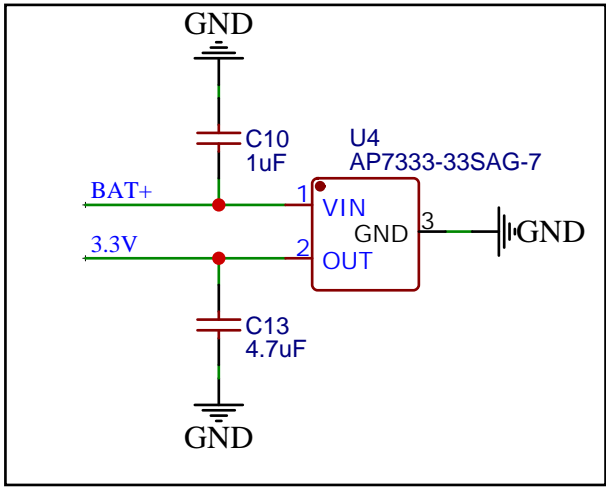 GND
C10
1uF
U4
AP7333-33SAG-7
BAT+
1
VIN
GND
3
GND
3.3V
2
OUT
C13
4.7uF
GND